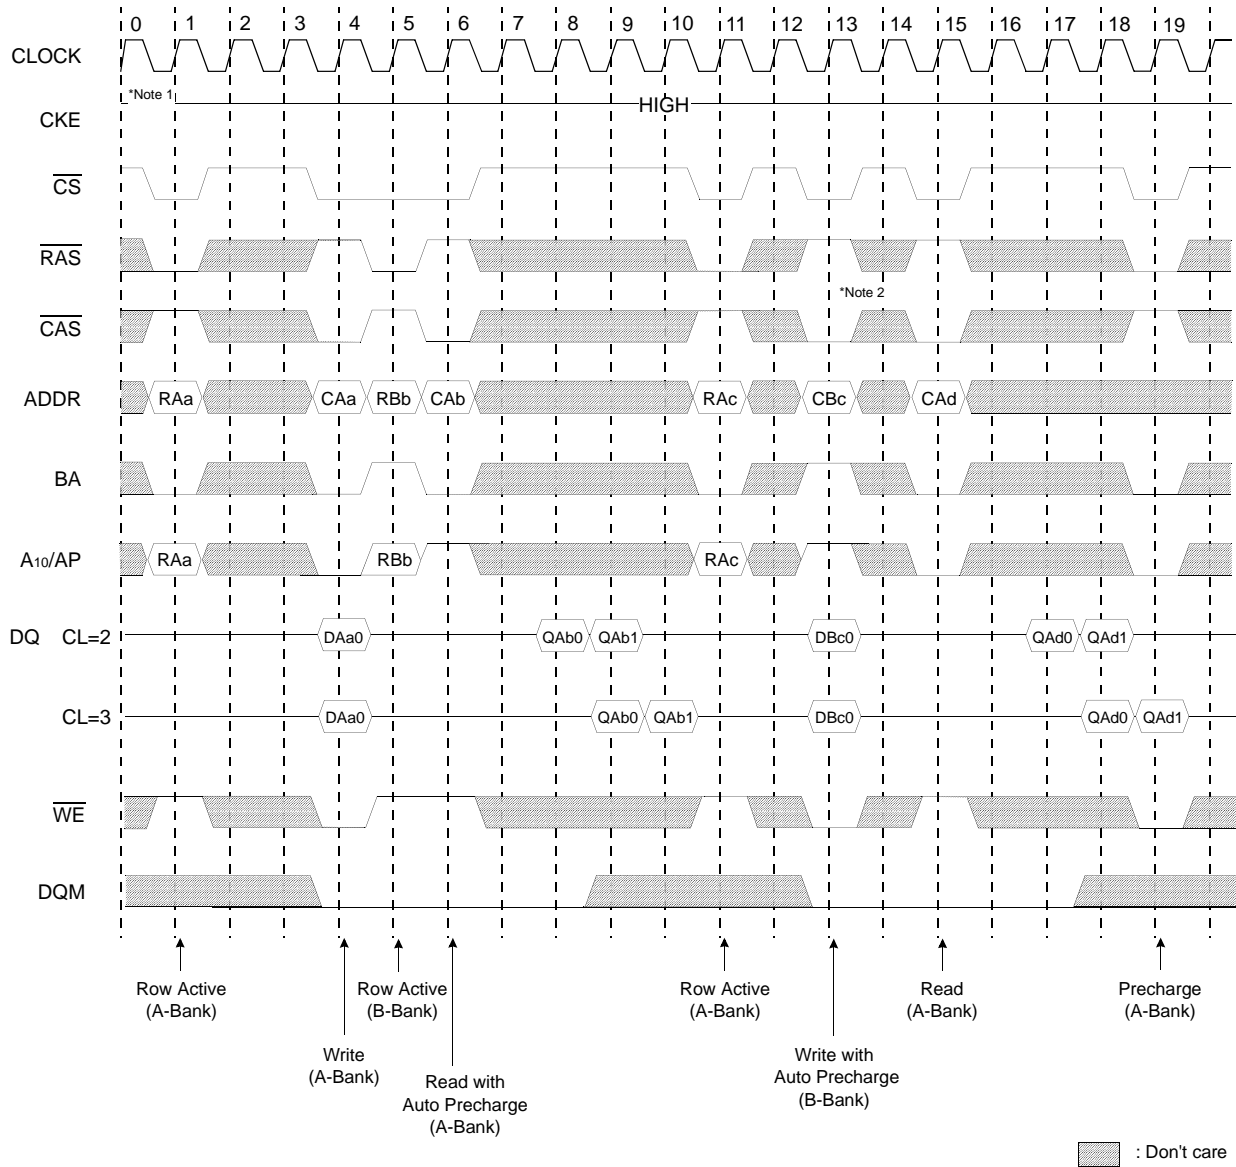 0 1 2 3 4 5 6 7 8 9 10 11 12 13 14 15 16 17 18 19
CLOCK
*Note 1
HIGH
CKE
CS
RAS
*Note 2
CAS
ADDR RAa CAa RBb CAb RAc CBc CAd
BA
A10/AP RAa RBb RAc
DQ CL=2 DAa0 QAb0 QAb1 DBc0 QAd0 QAd1
CL=3 DAa0 QAb0 QAb1 DBc0 QAd0 QAd1
WE
DQM
Row Active
(A-Bank)
Write
(A-Bank)
Row Active
(B-Bank)
Read with
Auto Precharge
(A-Bank)
Row Active
(A-Bank)
Write with
Auto Precharge
(B-Bank)
Read
(A-Bank)
Precharge
(A-Bank)
: Don't care